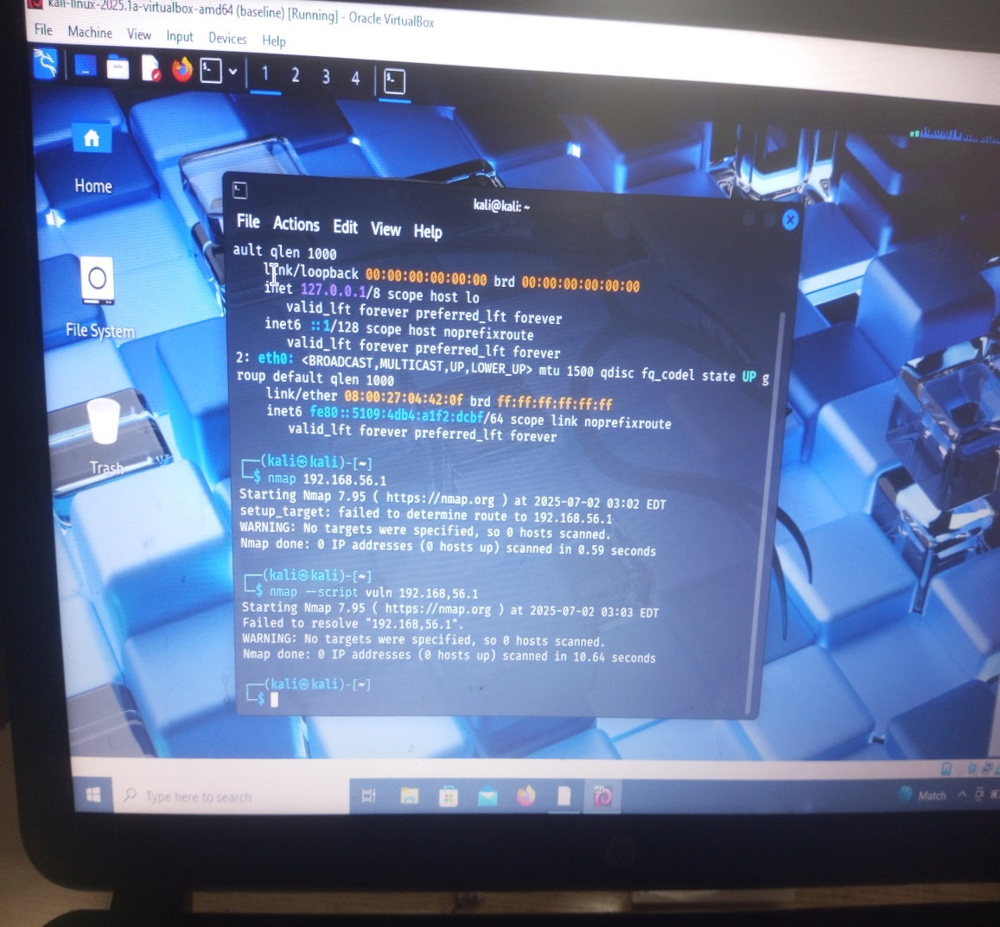 kali-linux-2025.1a-virtualbox-amd64 (baseline) [Running] - Oracle VirtualBox
File Machine View Input Devices Help
1 2 3 4
Home
File System
Trash
kali@kali: ~
File Actions Edit View Help
ault qlen 1000
link/loopback 00:00:00:00:00:00 brd 00:00:00:00:00:00
inet 127.0.0.1/8 scope host lo
valid_lft forever preferred_lft forever
inet6 ::1/128 scope host noprefixroute
valid_lft forever preferred_lft forever
2: eth0: <BROADCAST,MULTICAST,UP,LOWER_UP> mtu 1500 qdisc fq_codel state UP g
roup default qlen 1000
link/ether 08:00:27:04:42:0f brd ff:ff:ff:ff:ff:ff
inet6 fe80::5109:4db4:a1f2:dcbf/64 scope link noprefixroute
valid_lft forever preferred_lft forever
┌──(kali㉿kali)-[~]
└─$ nmap 192.168.56.1
Starting Nmap 7.95 ( https://nmap.org ) at 2025-07-02 03:02 EDT
setup_target: failed to determine route to 192.168.56.1
WARNING: No targets were specified, so 0 hosts scanned.
Nmap done: 0 IP addresses (0 hosts up) scanned in 0.59 seconds
┌──(kali㉿kali)-[~]
└─$ nmap --script vuln 192.168,56.1
Starting Nmap 7.95 ( https://nmap.org ) at 2025-07-02 03:03 EDT
Failed to resolve "192.168,56.1".
WARNING: No targets were specified, so 0 hosts scanned.
Nmap done: 0 IP addresses (0 hosts up) scanned in 10.64 seconds
┌──(kali㉿kali)-[~]
└─$
Type here to search
Match